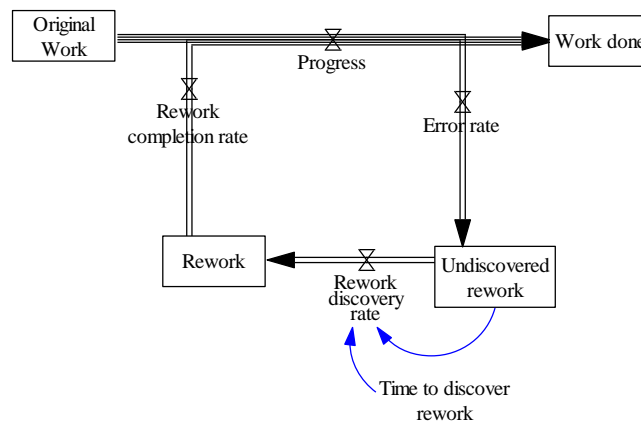 Original
Work
Work done
Progress
Rework
completion rate
Error rate
Rework
Rework
discovery
rate
Undiscovered
rework
Time to discover
rework